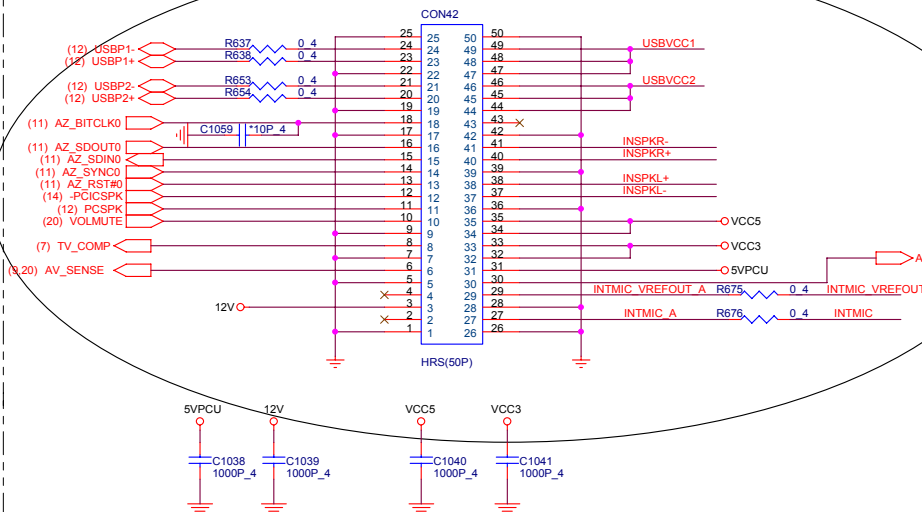 CON42
25 25 50 50
(12) USBP1- R637 0_4 24 24 49 49 USBVCC1
(12) USBP1+ R638 0_4 23 23 48 48
22 22 47 47
(12) USBP2- R653 0_4 21 21 46 46 USBVCC2
(12) USBP2+ R654 0_4 20 20 45 45
19 19 44 44
(11) AZ_BITCLK0 18 18 43 43
C1059 *10P_4 17 17 42 42
(11) AZ_SDOUT0 16 16 41 41 INSPKR-
(11) AZ_SDIN0 15 15 40 40 INSPKR+
(11) AZ_SYNC0 14 14 39 39
(11) AZ_RST#0 13 13 38 38 INSPKL+
(14) -PCICSPK 12 12 37 37 INSPKL-
(12) PCSPK 11 11 36 36
(20) VOLMUTE 10 10 35 35 VCC5
9 9 34 34
(7) TV_COMP 8 8 33 33 VCC3
7 7 32 32
(9,20) AV_SENSE 6 6 31 31 5VPCU
5 5 30 30 A
4 4 29 29 INTMIC_VREFOUT_A R675 0_4 INTMIC_VREFOUT
12V 3 3 28 28
2 2 27 27 INTMIC_A R676 0_4 INTMIC
1 1 26 26
HRS(50P)
5VPCU 12V VCC5 VCC3
C1038 C1039 C1040 C1041
1000P_4 1000P_4 1000P_4 1000P_4